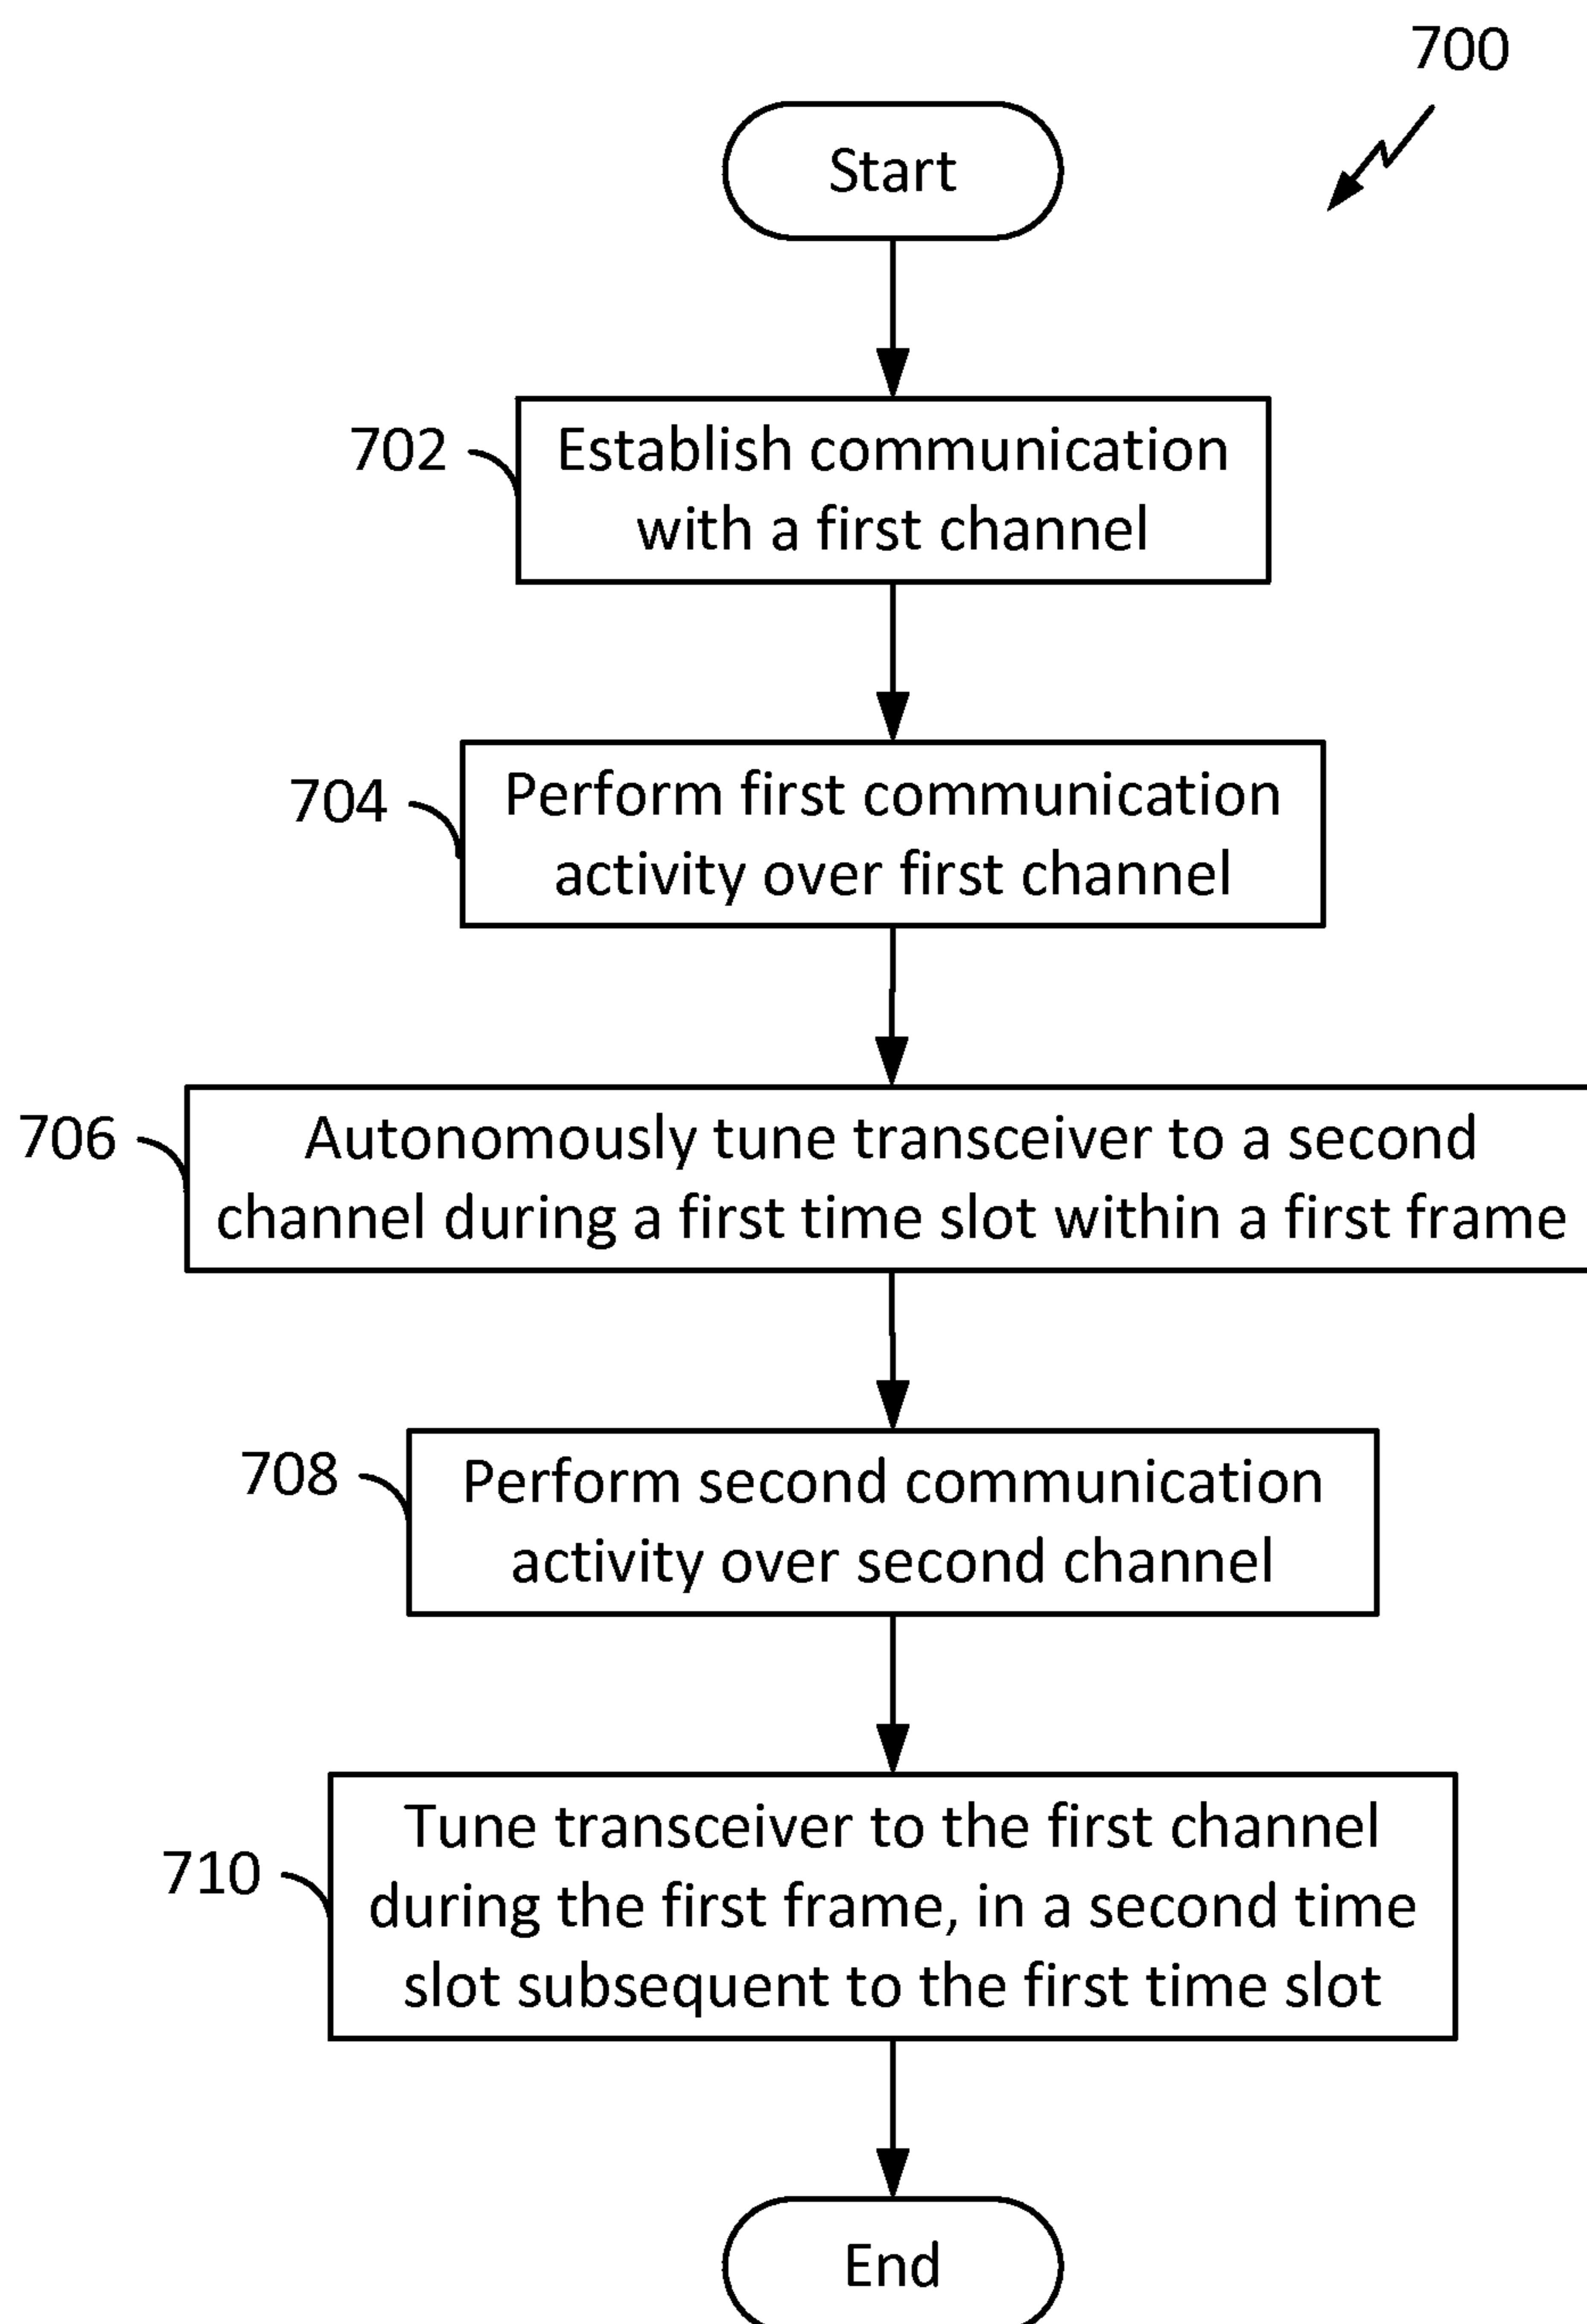 700
Start
702
Establish communication
with a first channel
704
Perform first communication
activity over first channel
706
Autonomously tune transceiver to a second
channel during a first time slot within a first frame
708
Perform second communication
activity over second channel
710
Tune transceiver to the first channel
during the first frame, in a second time
slot subsequent to the first time slot
End